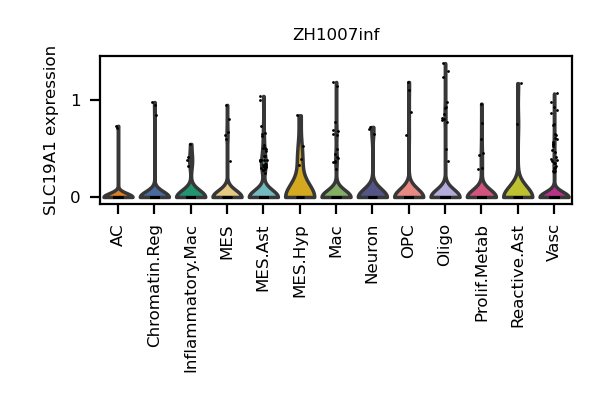 ZH1007inf
SLC19A1 expression
1
0
AC
Chromatin.Reg
Inflammatory.Mac
MES
MES.Ast
MES.Hyp
Mac
Neuron
OPC
Oligo
Prolif.Metab
Reactive.Ast
Vasc